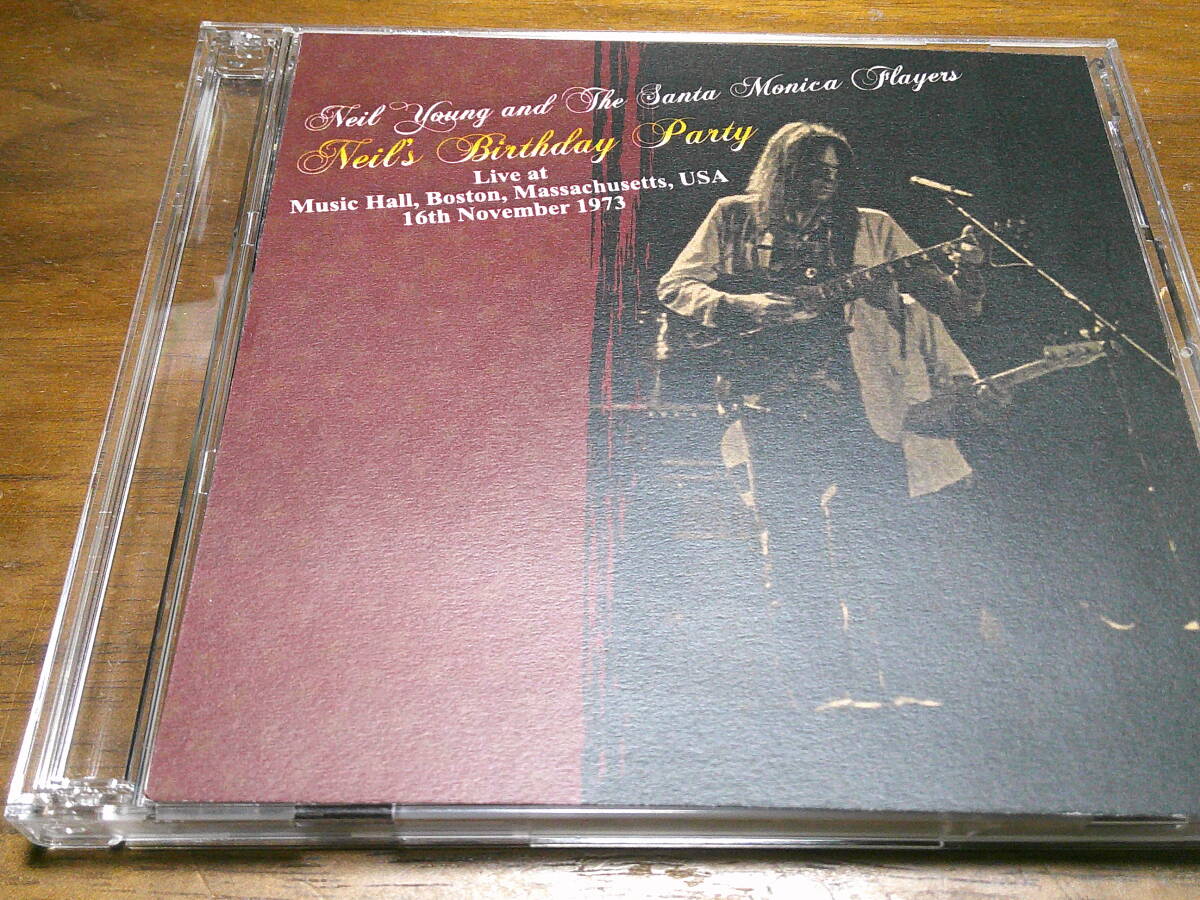 Neil Young and The Santa Monica Flayers
Neil's Birthday Party
Live at
Music Hall, Boston, Massachusetts, USA
16th November 1973